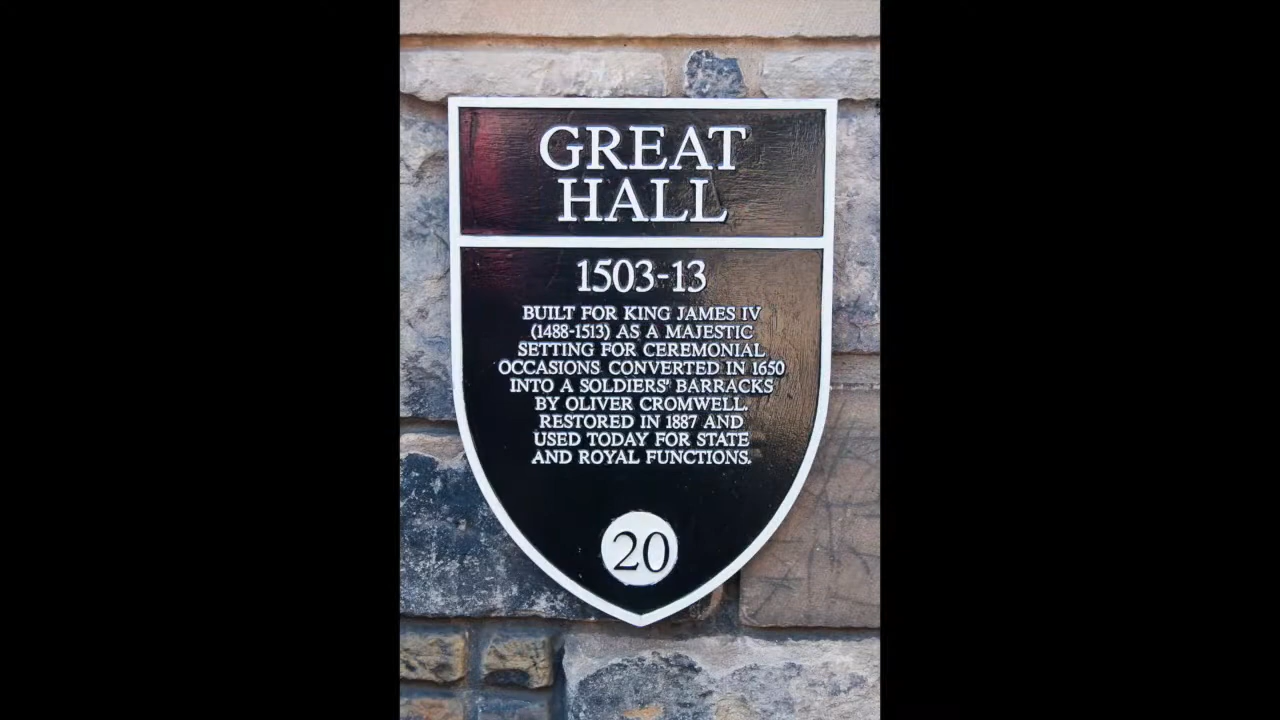 GREAT
HALL
1503-13
BUILT FOR KING JAMES IV
(1488-1513) AS A MAJESTIC
SETTING FOR CEREMONIAL
OCCASIONS CONVERTED IN 1650
INTO A SOLDIERS' BARRACKS
BY OLIVER CROMWELL.
RESTORED IN 1887 AND
USED TODAY FOR STATE
AND ROYAL FUNCTIONS.
20